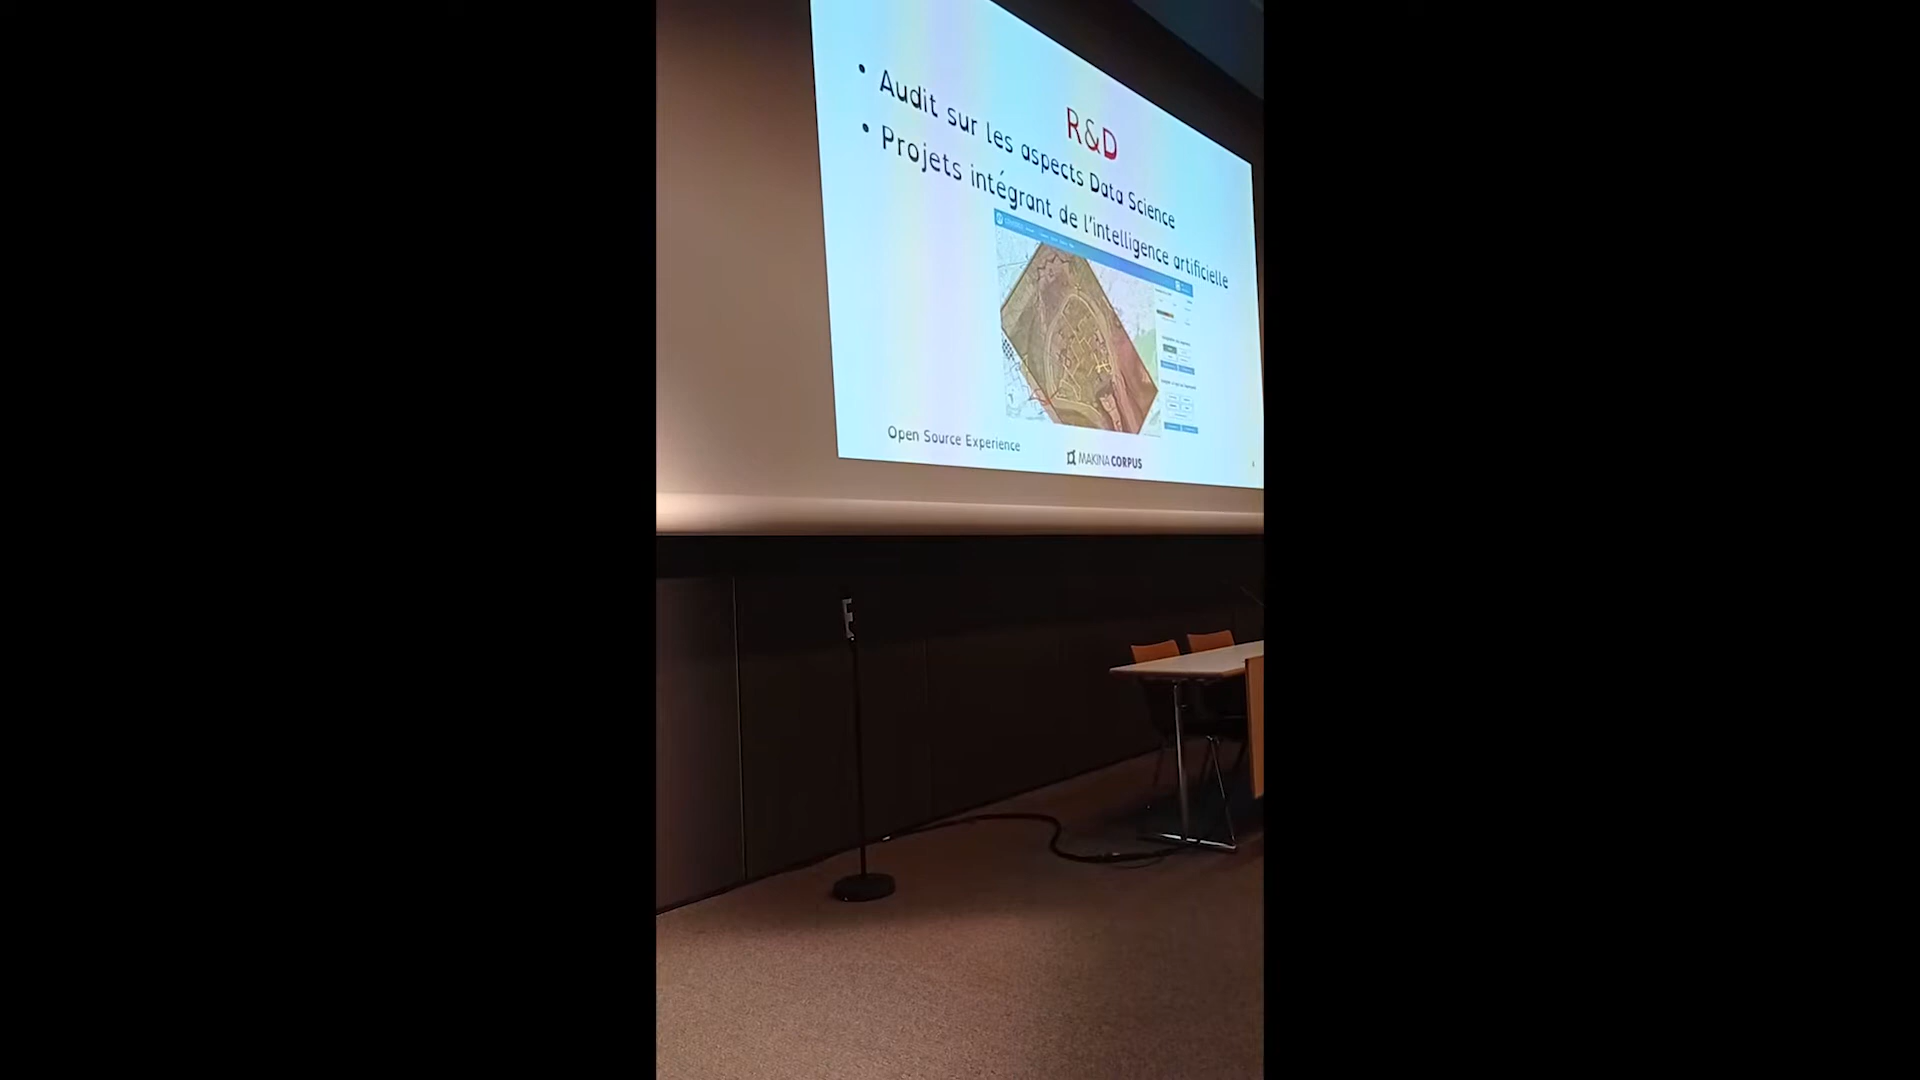 R&D
• Audit sur les aspects Data Science
• Projets intégrant de l'intelligence artificielle
Open Source Experience
MAKINA CORPUS